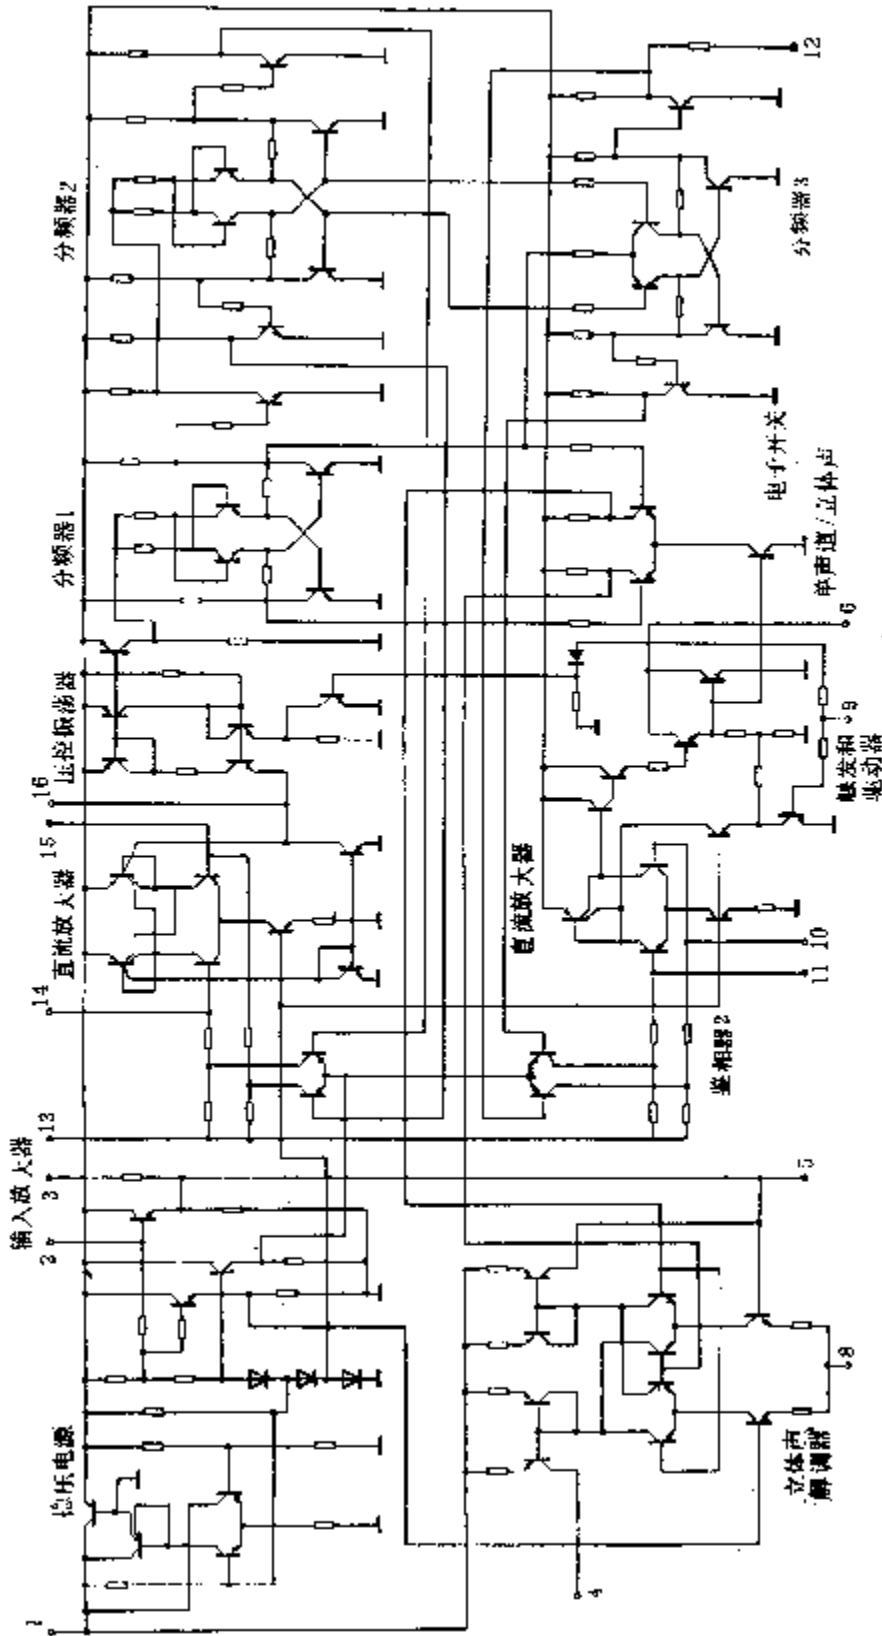 1
稳压电源
2
输入放大器
3
13
14
直流放大器
15
16
压控振荡器
分频器1
分频器2
4
立体声
解调器
8
5
鉴相器2
11
10
直流放大器
触发和
驱动器
9
6
单声道/立体声
电子开关
分频器3
12